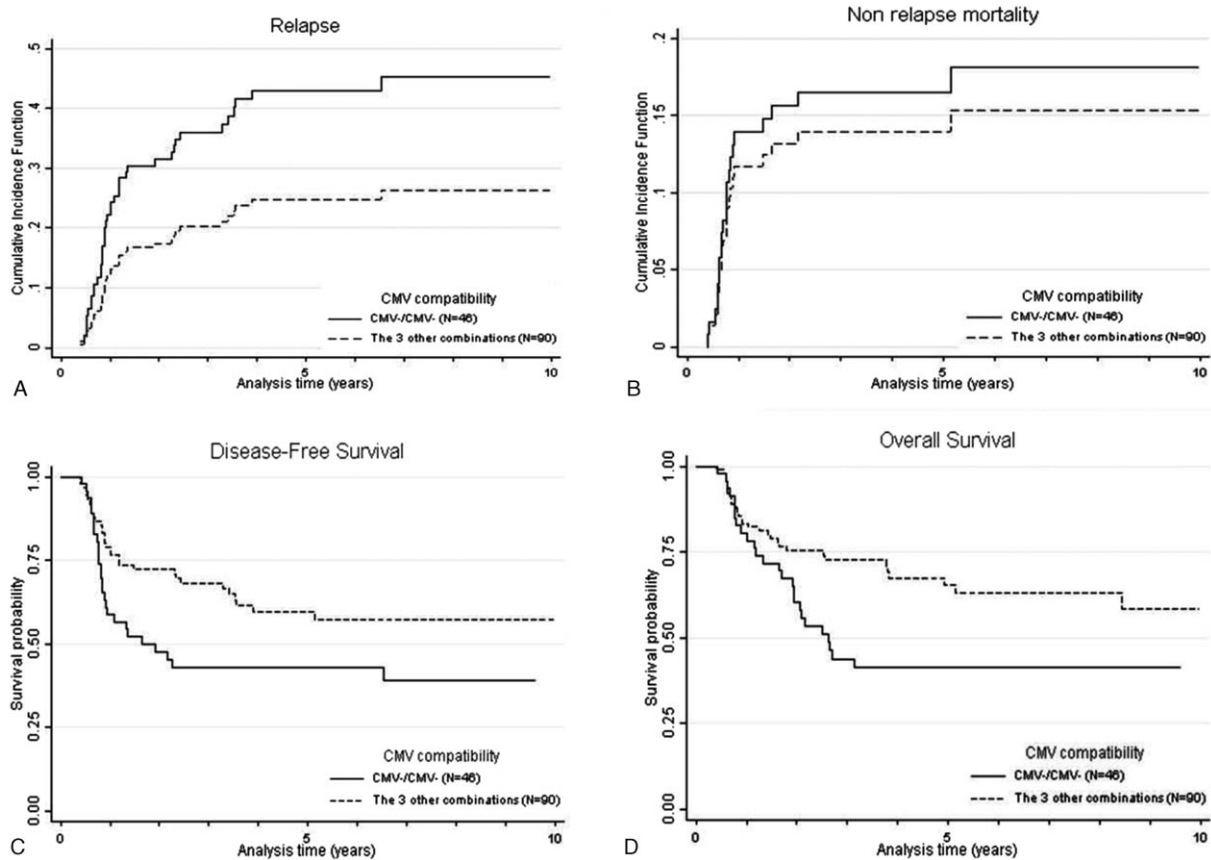 Relapse
Cumulative Incidence Function
.5
.4
.3
.2
.1
0
CMV compatibility
CMV-/CMV- (N=46)
The 3 other combinations (N=90)
0
5
10
Analysis time (years)
A
Non relapse mortality
Cumulative Incidence Function
.2
.15
.1
0.05
0
CMV compatibility
CMV-/CMV- (N=46)
The 3 other combinations (N=90)
0
5
10
Analysis time (years)
B
Disease-Free Survival
Survival probability
1.00
0.75
0.50
0.25
0.00
CMV compatibility
CMV-/CMV- (N=46)
The 3 other combinations (N=90)
0
5
10
Analysis time (years)
C
Overall Survival
Survival probability
1.00
0.75
0.50
0.25
0.00
CMV compatibility
CMV-/CMV- (N=46)
The 3 other combinations (N=90)
0
5
10
Analysis time (years)
D